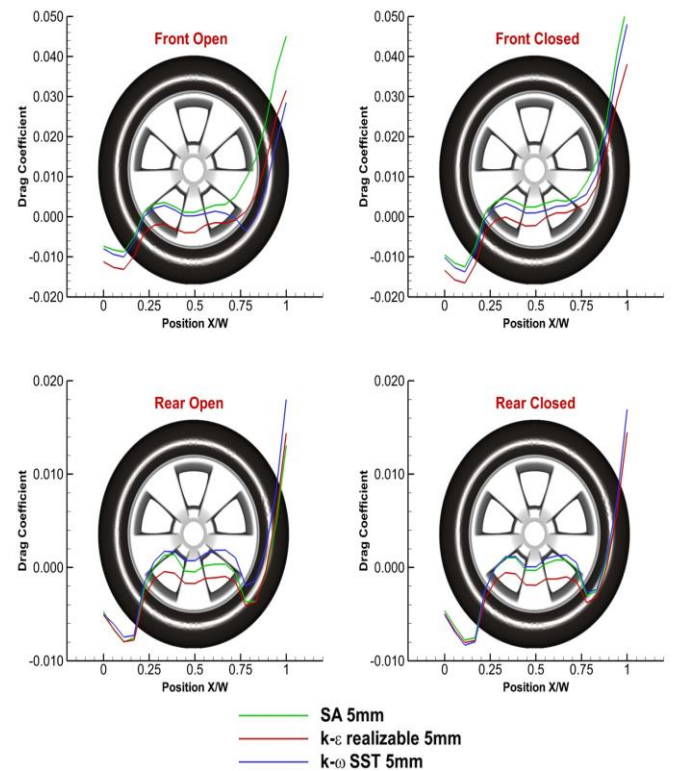 Front Open
Drag Coefficient
0.050
0.040
0.030
0.020
0.010
0.000
-0.010
-0.020
0
0.25
0.50
0.75
1
Position X/W
Front Closed
Drag Coefficient
0.050
0.040
0.030
0.020
0.010
0.000
-0.010
-0.020
0
0.25
0.50
0.75
1
Position X/W
Rear Open
Drag Coefficient
0.020
0.010
0.000
-0.010
0
0.25
0.50
0.75
1
Position X/W
Rear Closed
Drag Coefficient
0.020
0.010
0.000
-0.010
0
0.25
0.50
0.75
1
Position X/W
SA 5mm
k-ε realizable 5mm
k-ω SST 5mm